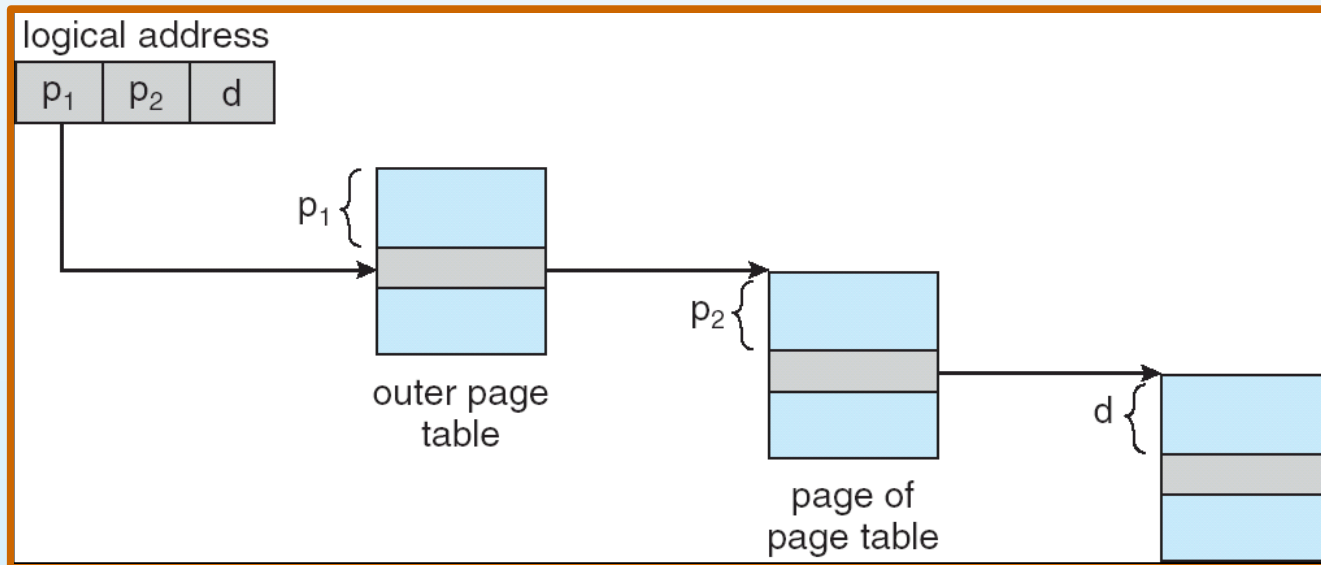 logical address
p₁ p₂ d
p₁
outer page
table
p₂
page of
page table
d